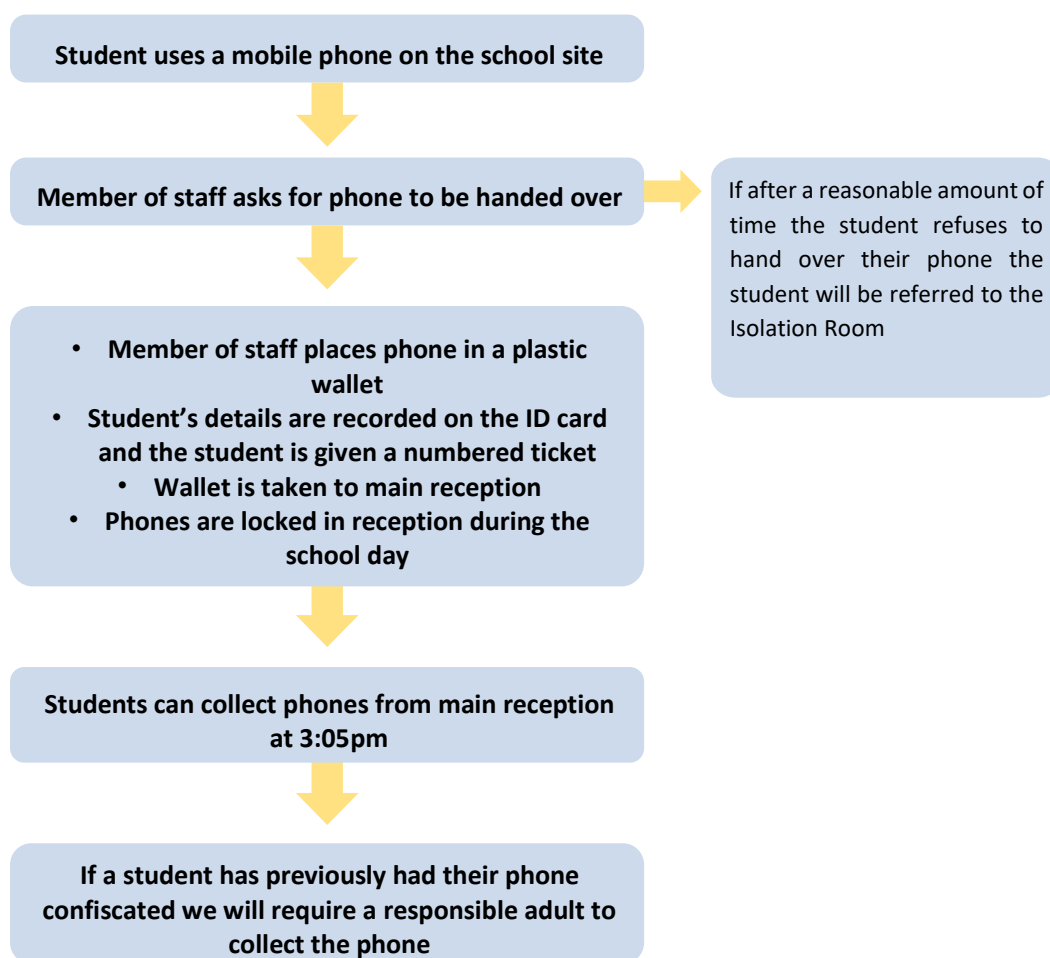 Student uses a mobile phone on the school site
Member of staff asks for phone to be handed over
If after a reasonable amount of
time the student refuses to
hand over their phone the
student will be referred to the
Isolation Room
• Member of staff places phone in a plastic
wallet
• Student’s details are recorded on the ID card
and the student is given a numbered ticket
• Wallet is taken to main reception
• Phones are locked in reception during the
school day
Students can collect phones from main reception
at 3:05pm
If a student has previously had their phone
confiscated we will require a responsible adult to
collect the phone